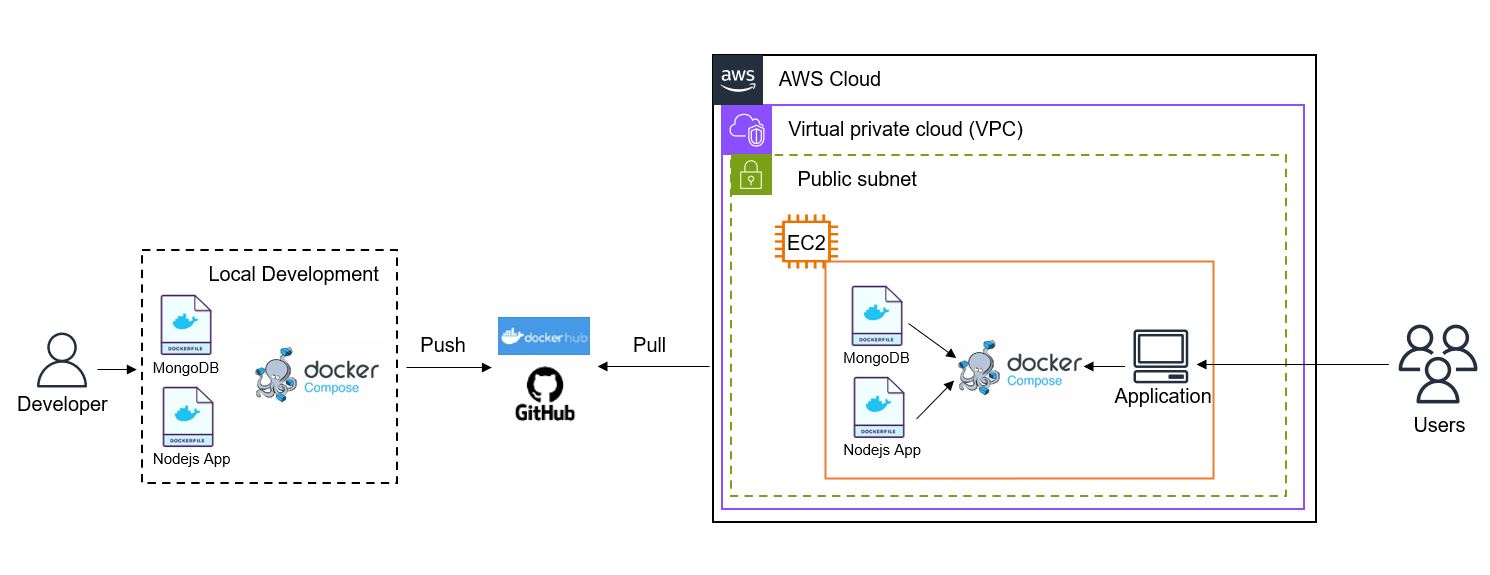 aws
AWS Cloud
Virtual private cloud (VPC)
Public subnet
EC2
Local Development
DOCKERFILE
MongoDB
docker
Compose
DOCKERFILE
Nodejs App
Developer
Push
dockerhub
GitHub
Pull
DOCKERFILE
MongoDB
docker
Compose
DOCKERFILE
Nodejs App
Application
Users